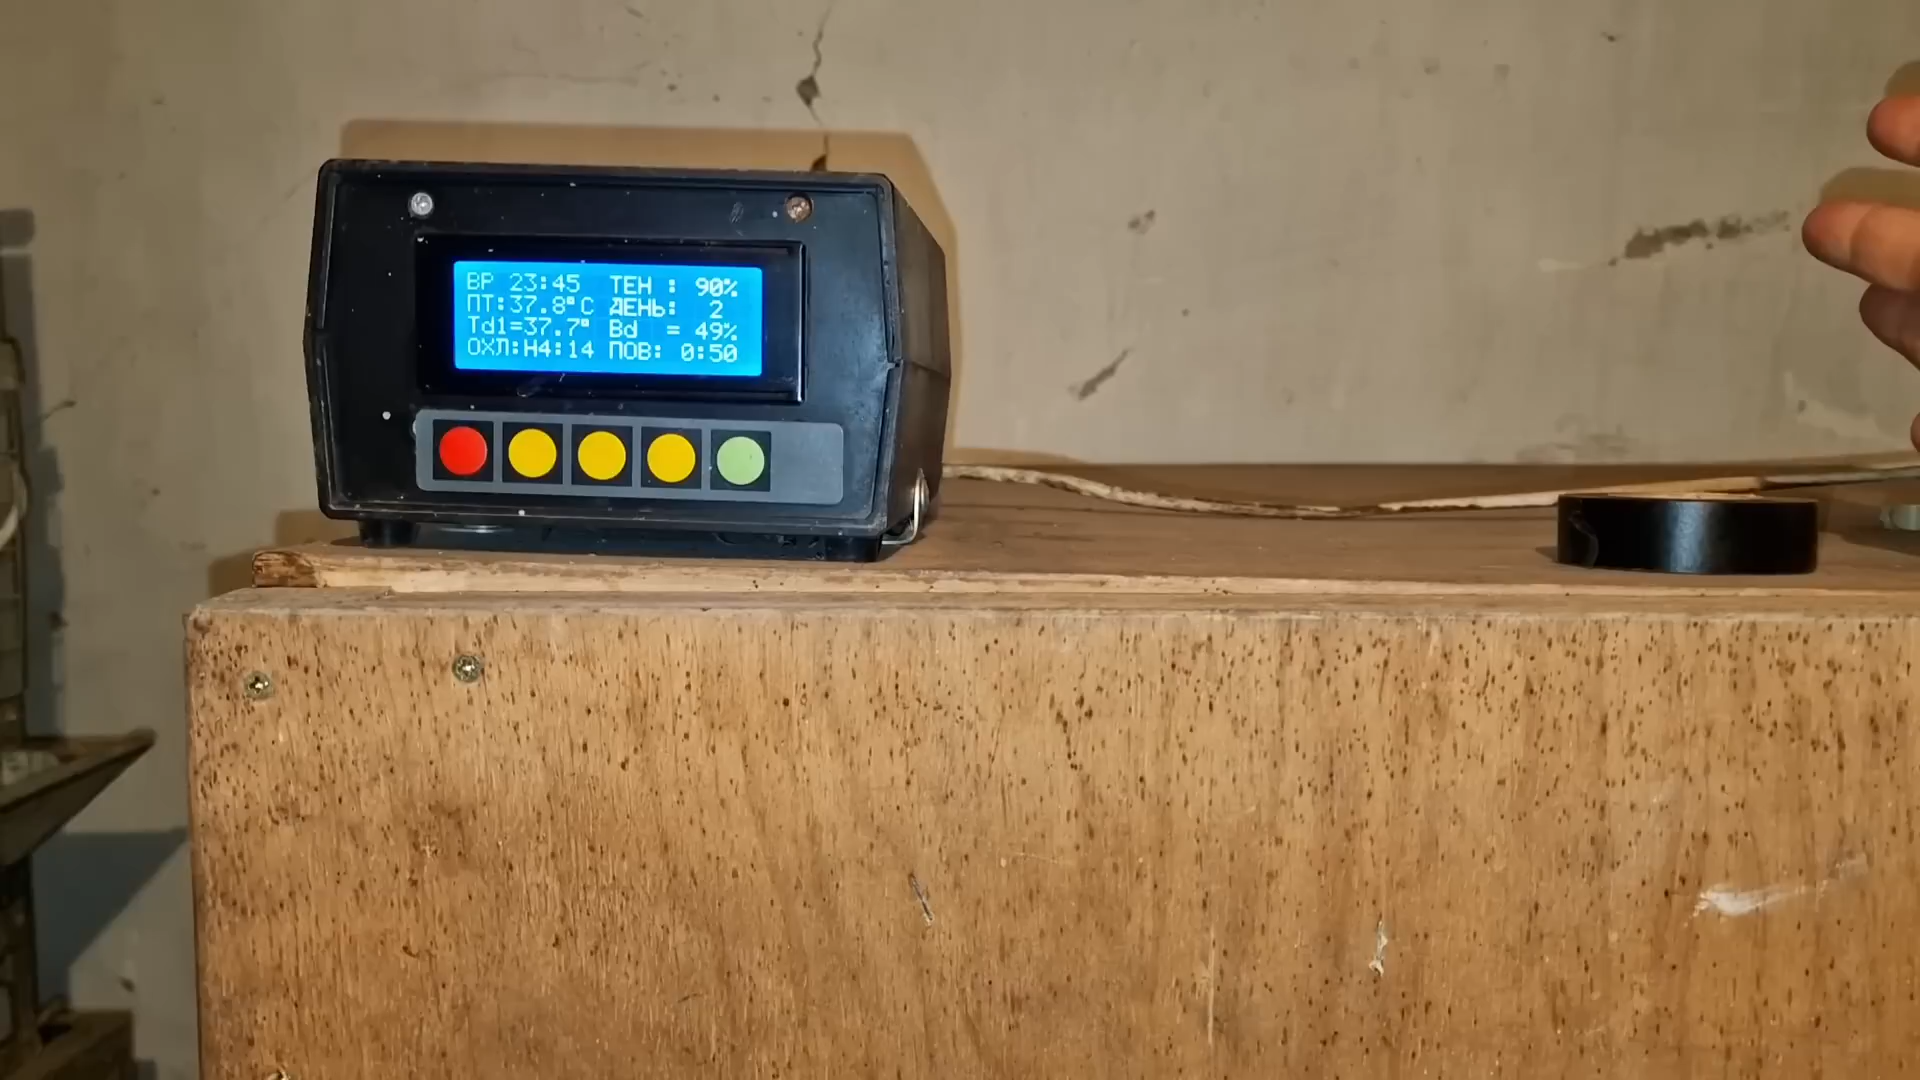 ВР 23:45 ТЕН : 90%
ПТ:37.8°C ДЕНЬ: 2
Td1=37.7° Bd = 49%
ОХЛ:Н4:14 ПОВ: 0:50